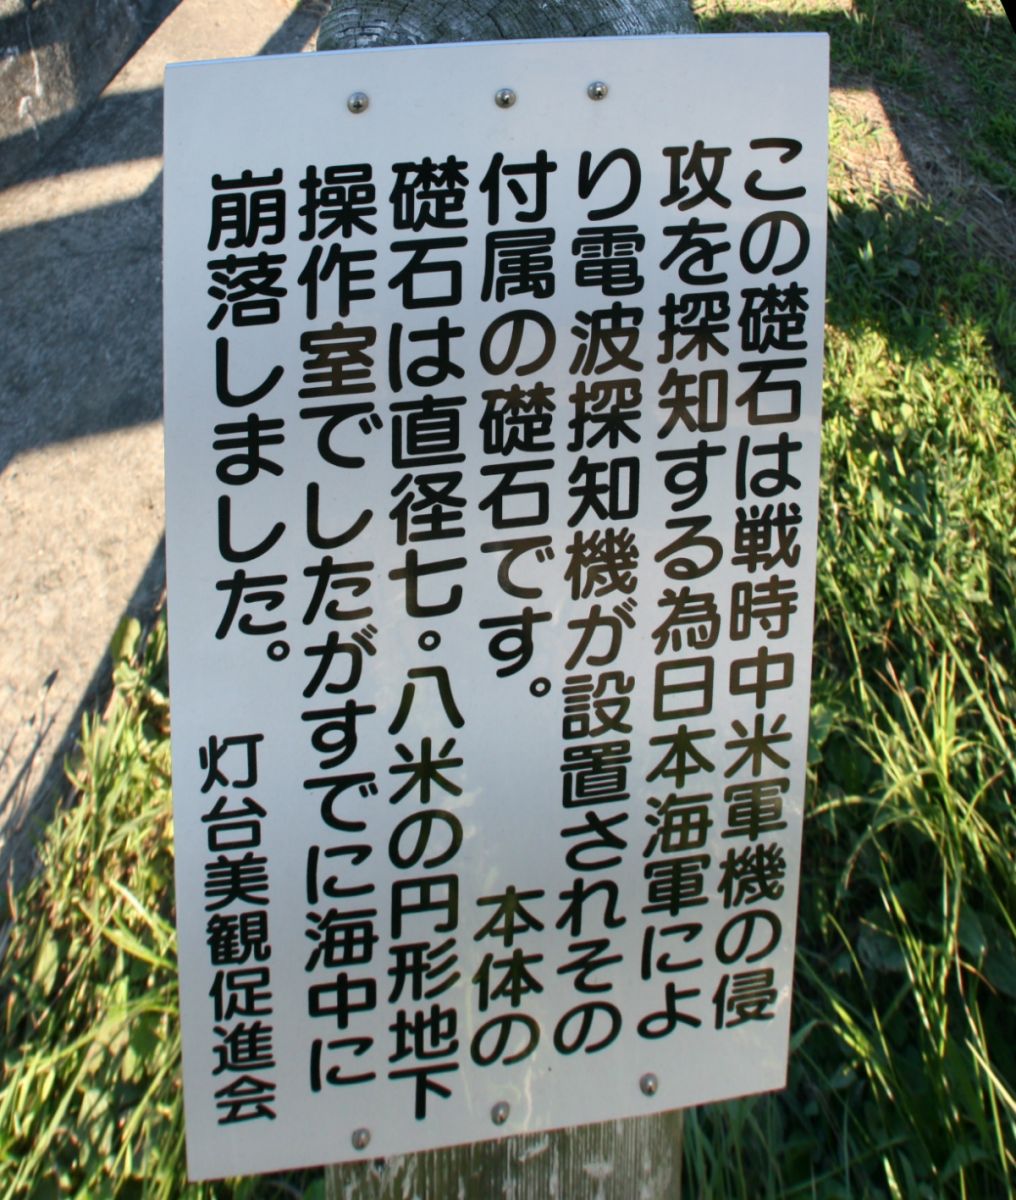 この礎石は戦時中米軍機の侵
攻を探知する為日本海軍によ
り電波探知機が設置されその
付属の礎石です。　本体の
礎石は直径七・八米の円形地下
操作室でしたがすでに海中に
崩落しました。
灯台美観促進会